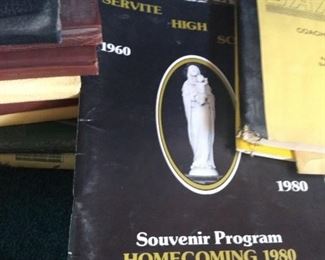 SERVITE
HIGH
1960
1980
Souvenir Program
HOMECOMING 1980